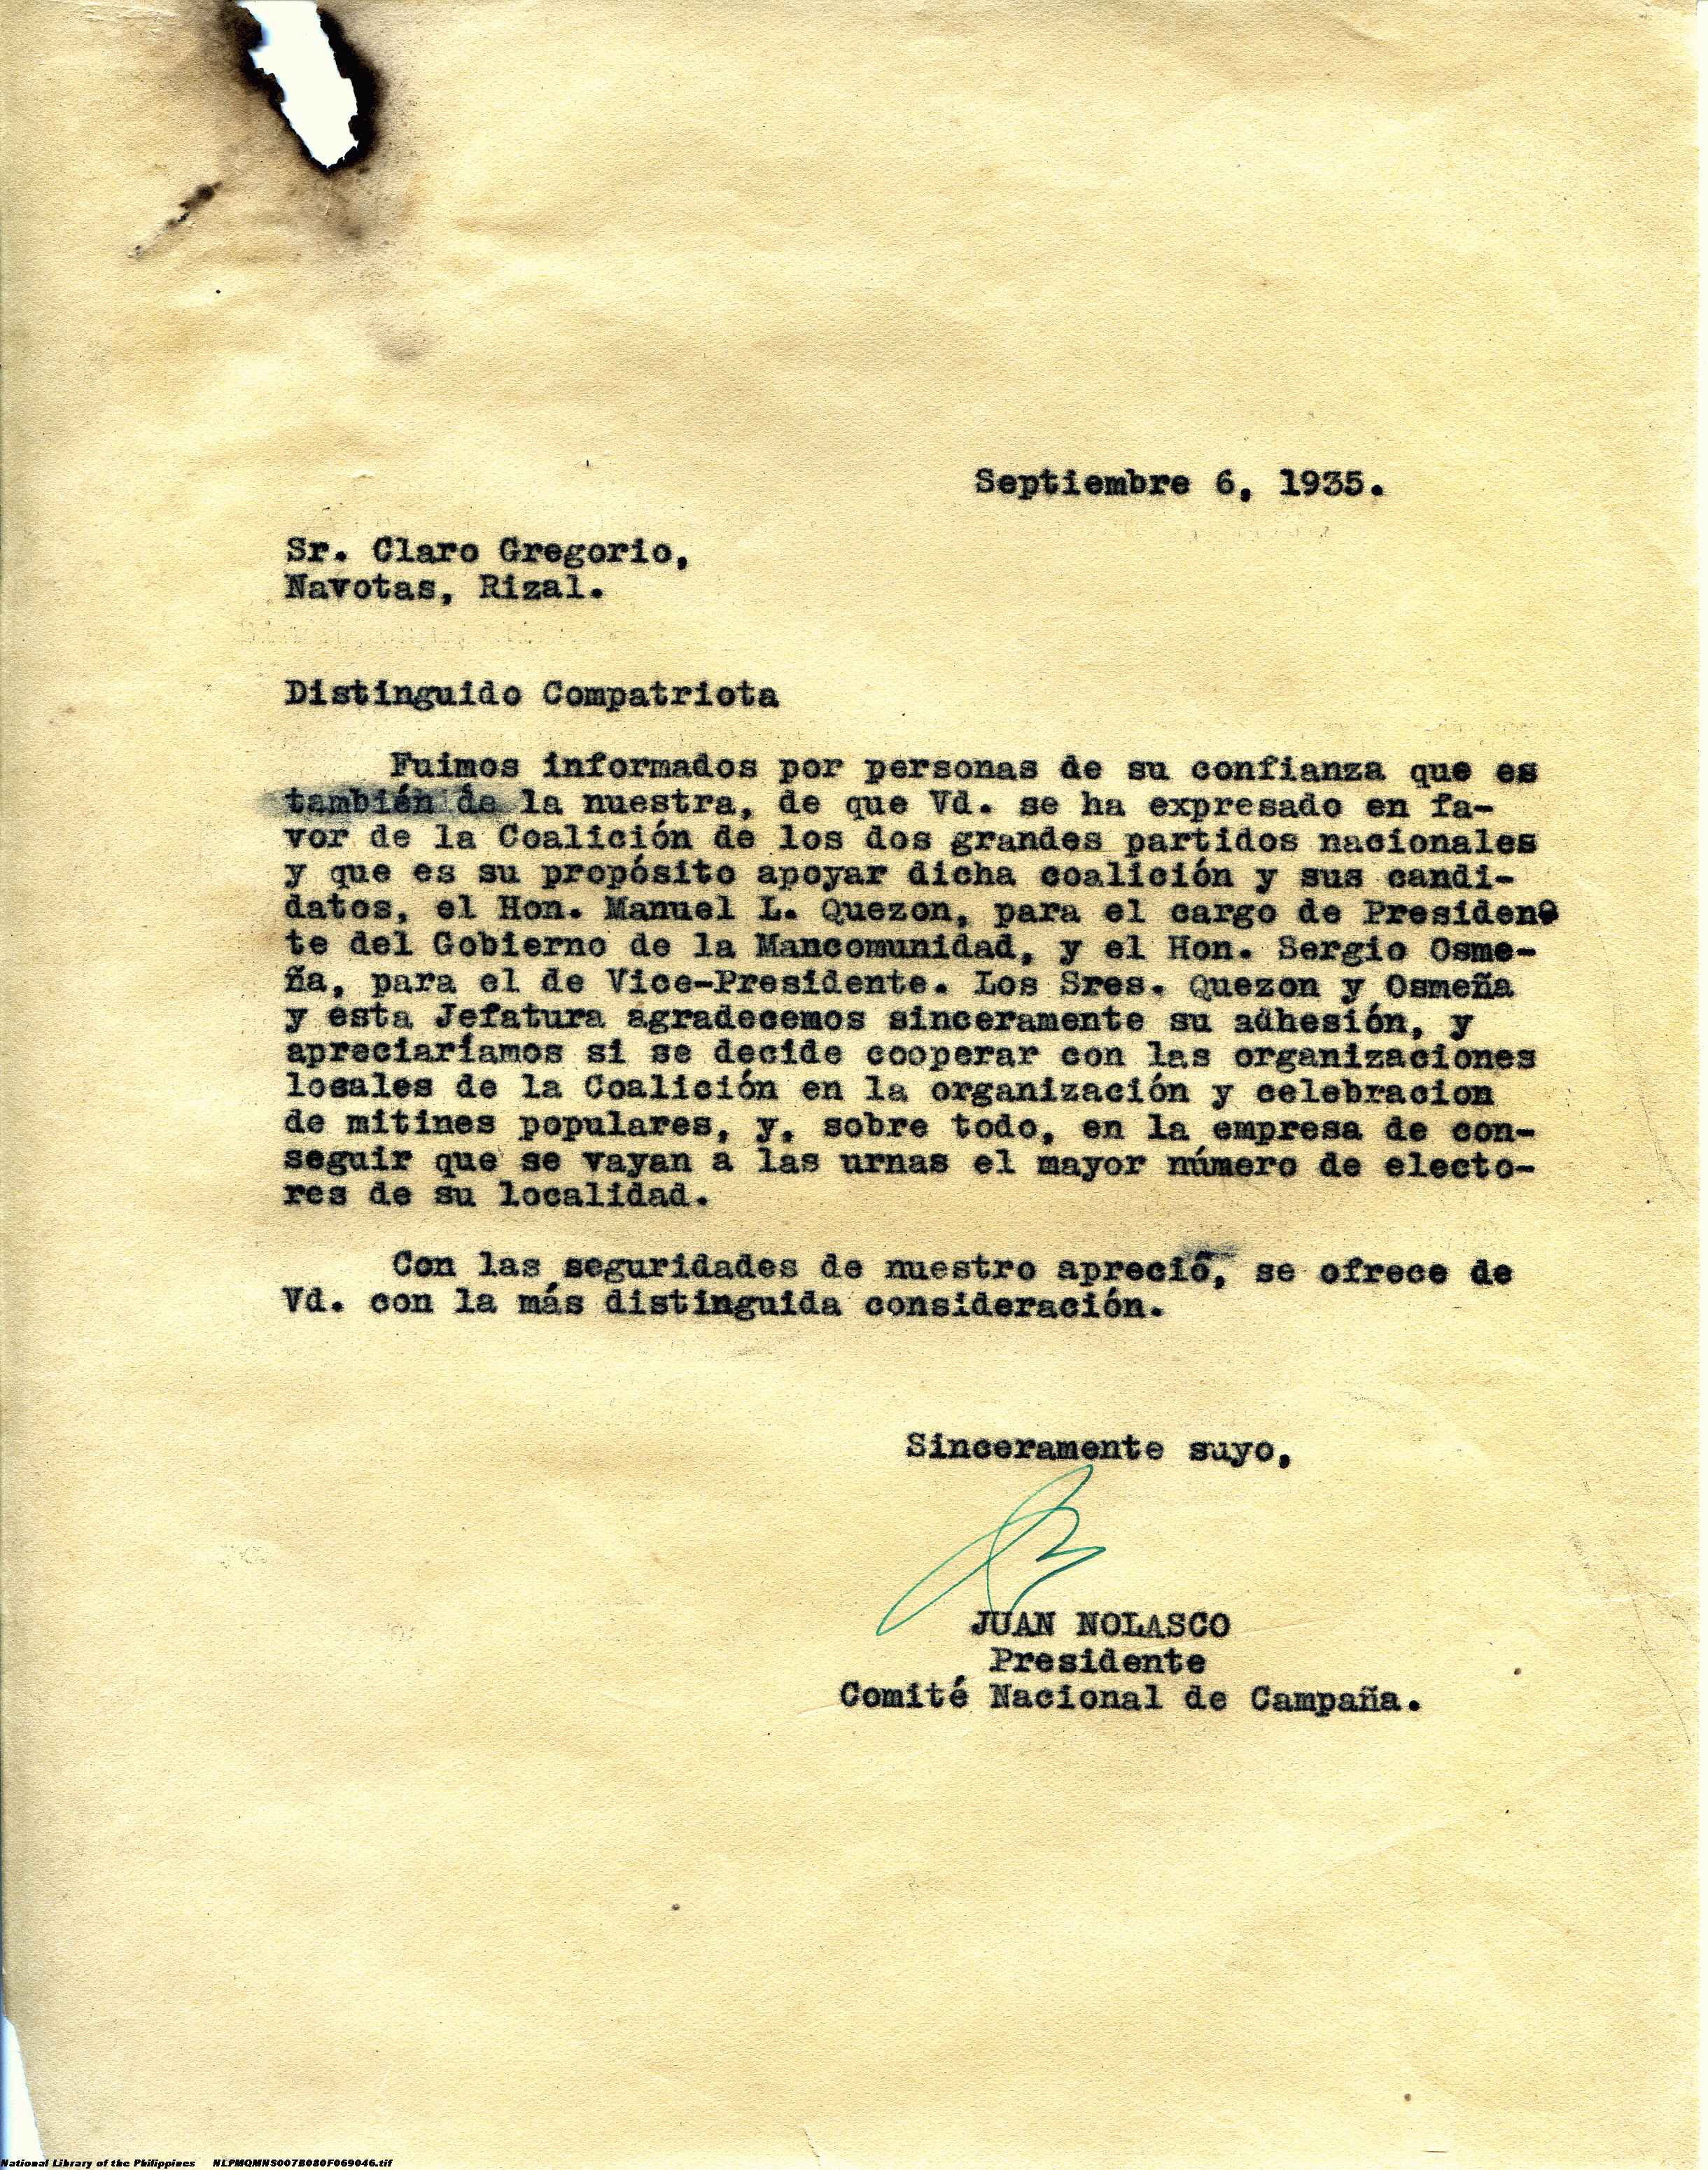 Septiembre 6, 1935.
Sr. Claro Gregorio,
Navotas, Rizal.
Distinguido Compatriota
Fuimos informados por personas de su confianza que es
también de la nuestra, de que Vd. se ha expresado en fa-
vor de la Coalición de los dos grandes partidos nacionales
y que es su propósito apoyar dicha coalición y sus candi-
datos, el Hon. Manuel L. Quezon, para el cargo de Presiden-
te del Gobierno de la Mancomunidad, y el Hon. Sergio Osme-
ña, para el de Vice-Presidente. Los Sres. Quezon y Osmeña
y esta Jefatura agradecemos sinceramente su adhesión, y
apreciaríamos si se decide cooperar con las organizaciones
locales de la Coalición en la organización y celebracion
de mitines populares, y, sobre todo, en la empresa de con-
seguir que se vayan a las urnas el mayor número de electo-
res de su localidad.
Con las seguridades de nuestro apreció, se ofrece de
Vd. con la más distinguida consideración.
Sinceramente suyo,
JUAN NOLASCO
Presidente
Comité Nacional de Campaña.
National Library of the Philippines NLPMQMNS007B080F069046.tif